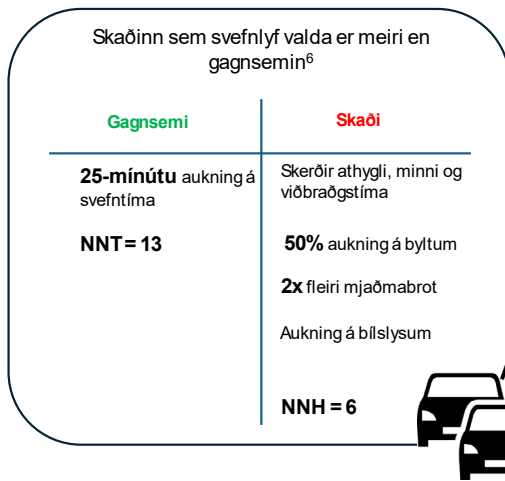 Skaðinn sem svefnlyf valda er meiri en
gagnsemin6
Gagnsemi
Skaði
25-mínútu aukning á
svefntíma
NNT = 13
Skerðir athygli, minni og
viðbraðgstíma
50% aukning á byltum
2x fleiri mjaðmabrot
Aukning á bílslysum
NNH = 6